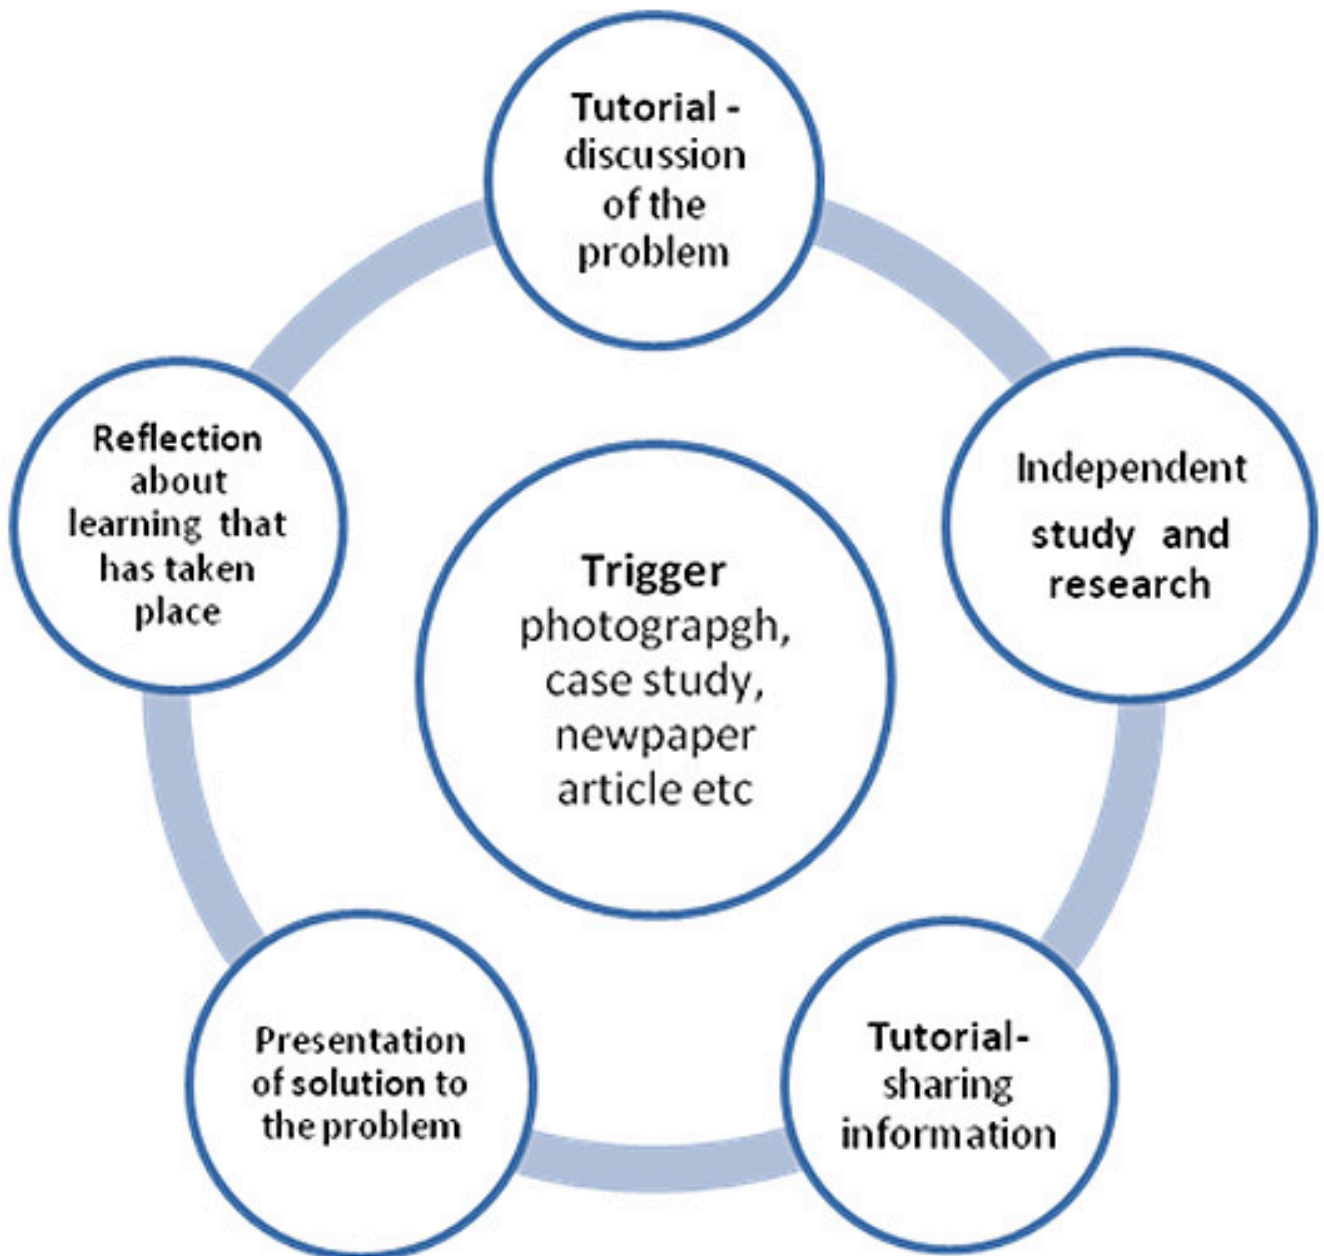 Tutorial -
discussion
of the
problem
Independent
study and
research
Tutorial-
sharing
information
Presentation
of solution to
the problem
Reflection
about
learning that
has taken
place
Trigger
photograpgh,
case study,
newpaper
article etc